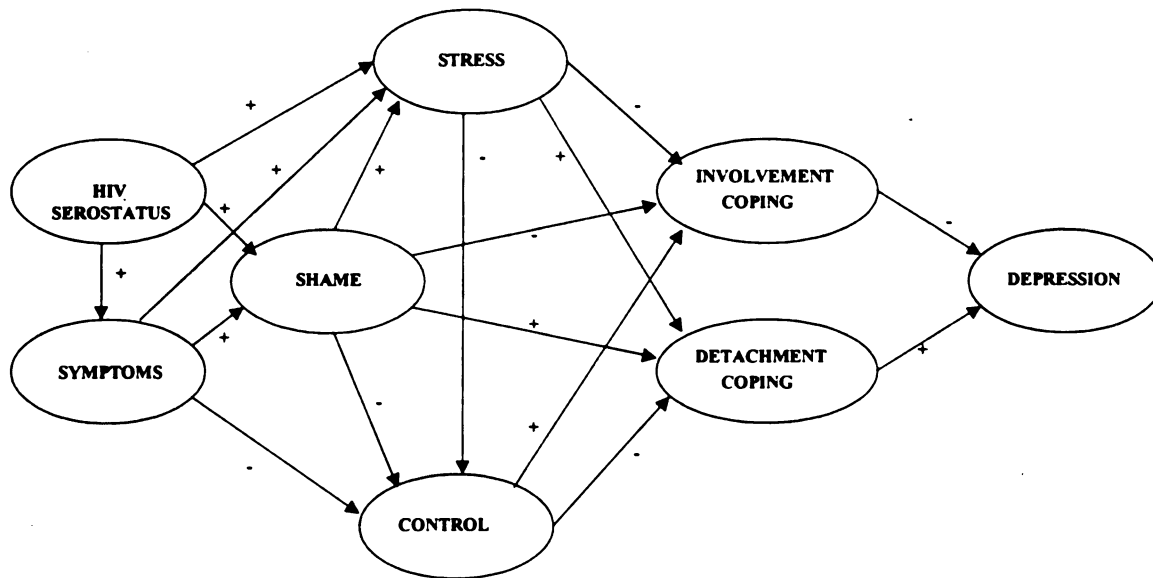 STRESS
+
-
HIV
SEROSTATUS
+
+
+
-
+
INVOLVEMENT
COPING
+
SHAME
-
-
DEPRESSION
SYMPTOMS
+
+
DETACHMENT
COPING
+
-
+
-
-
CONTROL